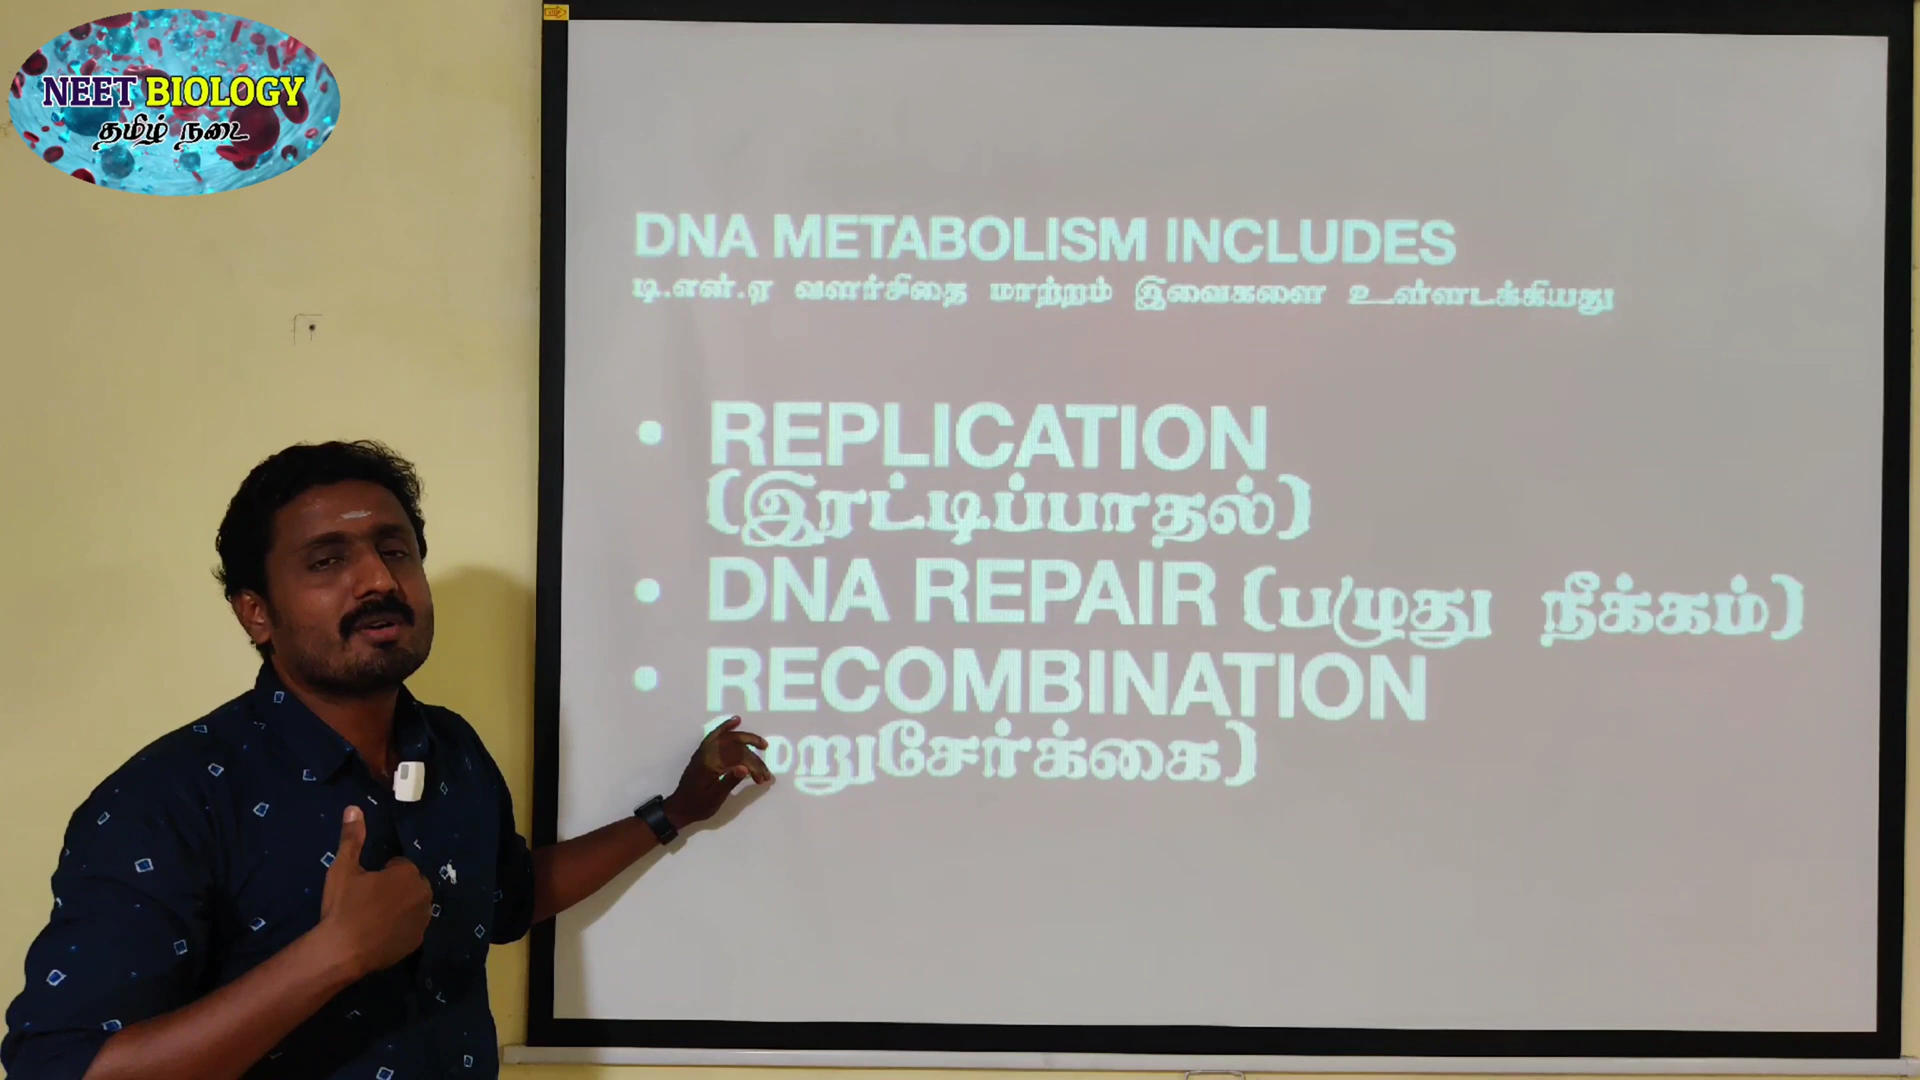 NEET BIOLOGY
தமிழ் நடை
DNA METABOLISM INCLUDES
டி.என்.ஏ வளர்சிதை மாற்றம் இவைகளை உள்ளடக்கியது
• REPLICATION
(இரட்டிப்பாதல்)
• DNA REPAIR (பழுது நீக்கம்)
• RECOMBINATION
(மறுசேர்க்கை)